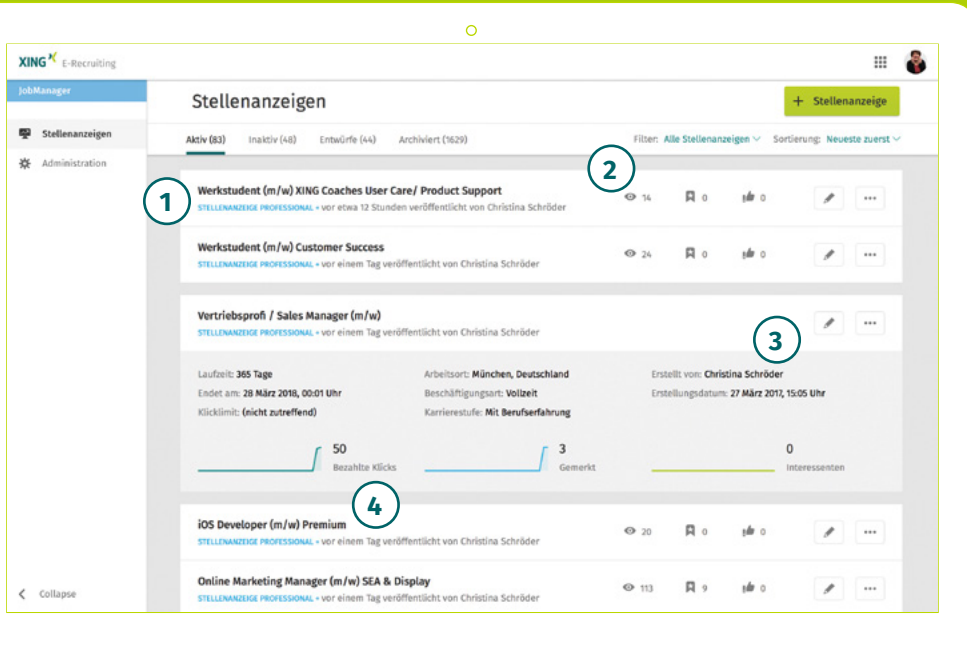 XING E-Recruiting
JobManager
Stellenanzeigen
Administration
Collapse
Stellenanzeigen
+ Stellenanzeige
Aktiv (83) Inaktiv (48) Entwürfe (44) Archiviert (1629) Filter: Alle Stellenanzeigen Sortierung: Neueste zuerst
1
2
Werkstudent (m/w) XING Coaches User Care/ Product Support
STELLENANZEIGE PROFESSIONAL • vor etwa 12 Stunden veröffentlicht von Christina Schröder
14 0 0
Werkstudent (m/w) Customer Success
STELLENANZEIGE PROFESSIONAL • vor einem Tag veröffentlicht von Christina Schröder
24 0 0
Vertriebsprofi / Sales Manager (m/w)
STELLENANZEIGE PROFESSIONAL • vor einem Tag veröffentlicht von Christina Schröder
3
Laufzeit: 365 Tage Arbeitsort: München, Deutschland Erstellt von: Christina Schröder
Endet am: 28 März 2018, 00:01 Uhr Beschäftigungsart: Vollzeit Erstellungsdatum: 27 März 2017, 15:05 Uhr
Klicklimit: (nicht zutreffend) Karrierestufe: Mit Berufserfahrung
50 3 0
Bezahlte Klicks Gemerkt Interessenten
4
iOS Developer (m/w) Premium
STELLENANZEIGE PROFESSIONAL • vor einem Tag veröffentlicht von Christina Schröder
20 0 0
Online Marketing Manager (m/w) SEA & Display
STELLENANZEIGE PROFESSIONAL • vor einem Tag veröffentlicht von Christina Schröder
113 9 0